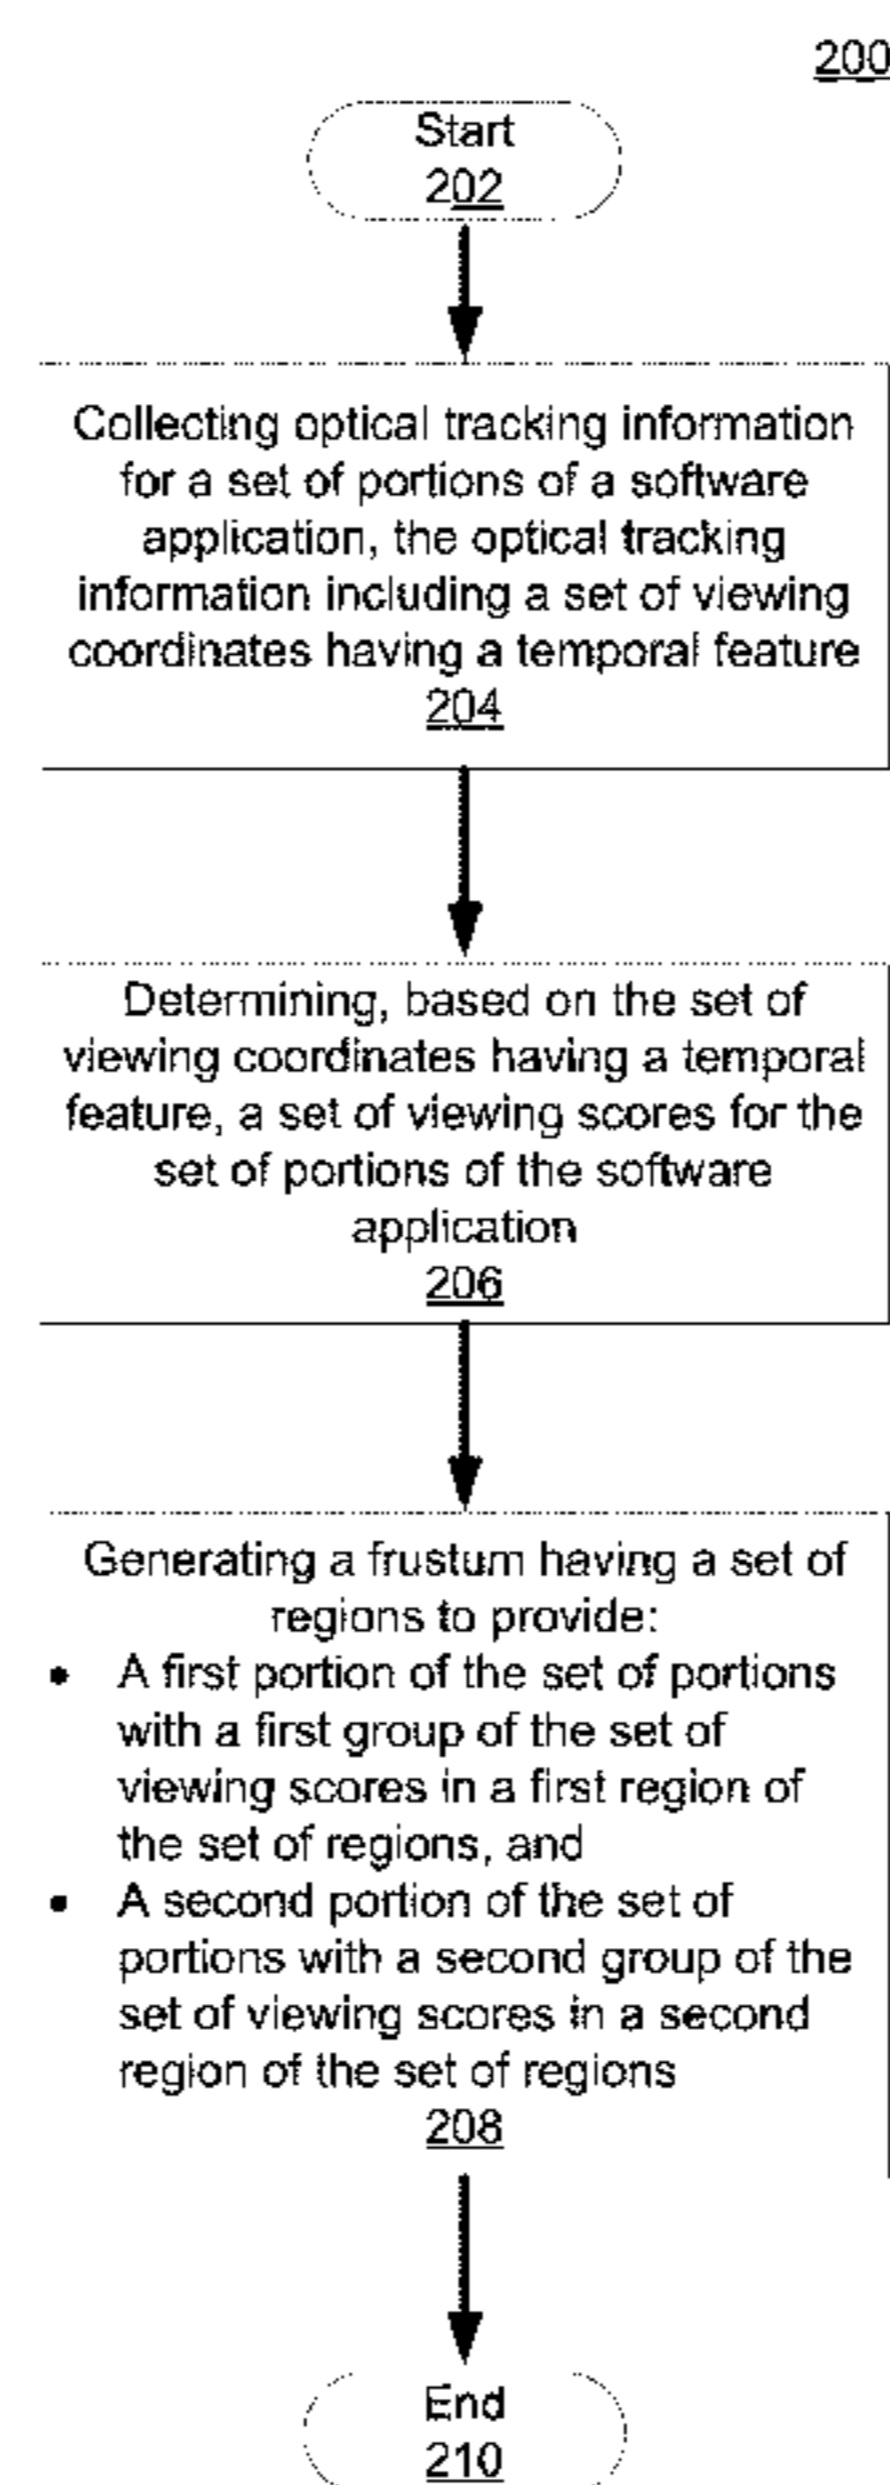 200
Start
202
Collecting optical tracking information
for a set of portions of a software
application, the optical tracking
information including a set of viewing
coordinates having a temporal feature
204
Determining, based on the set of
viewing coordinates having a temporal
feature, a set of viewing scores for the
set of portions of the software
application
206
Generating a frustum having a set of
regions to provide:
• A first portion of the set of portions
with a first group of the set of
viewing scores in a first region of
the set of regions, and
• A second portion of the set of
portions with a second group of the
set of viewing scores in a second
region of the set of regions
208
End
210